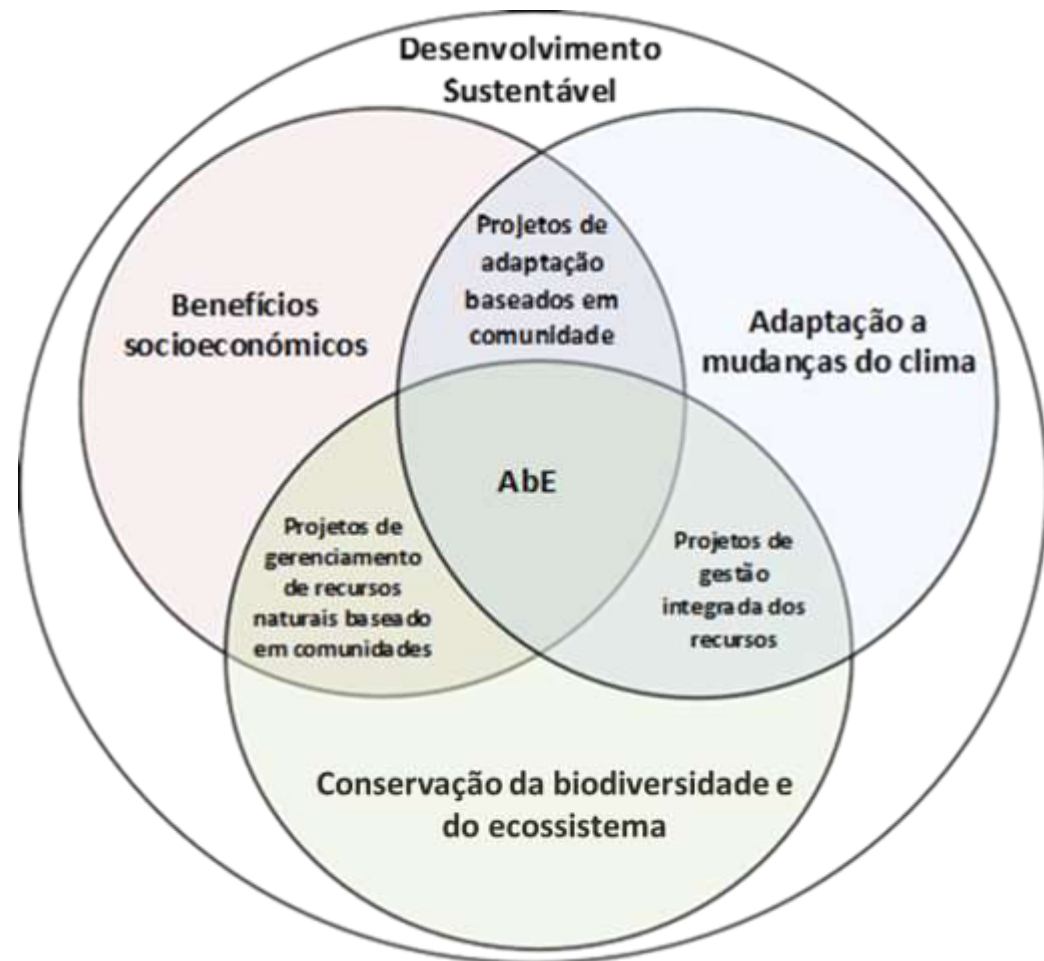 Desenvolvimento
Sustentável
Projetos de
adaptação
baseados em
comunidade
Benefícios
socioeconómicos
Adaptação a
mudanças do clima
AbE
Projetos de
gerenciamento
de recursos
naturais baseado
em comunidades
Projetos de
gestão
integrada dos
recursos
Conservação da biodiversidade e
do ecossistema